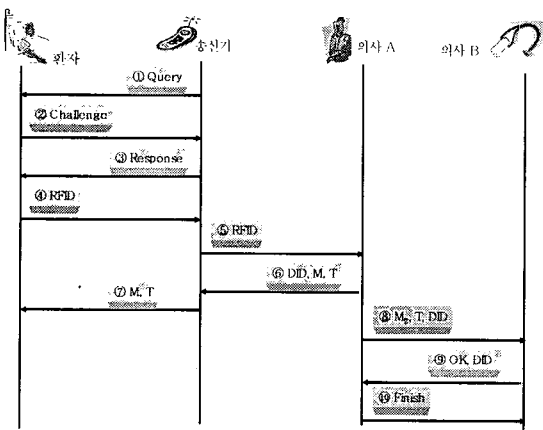 환자
송신기
의사 A
의사 B
① Query
② Challenge
③ Response
④ RFID
⑤ RFID
⑥ DID, M, T
⑦ M, T
⑧ M₂, T, DID
⑨ OK, DID
⑩ Finish